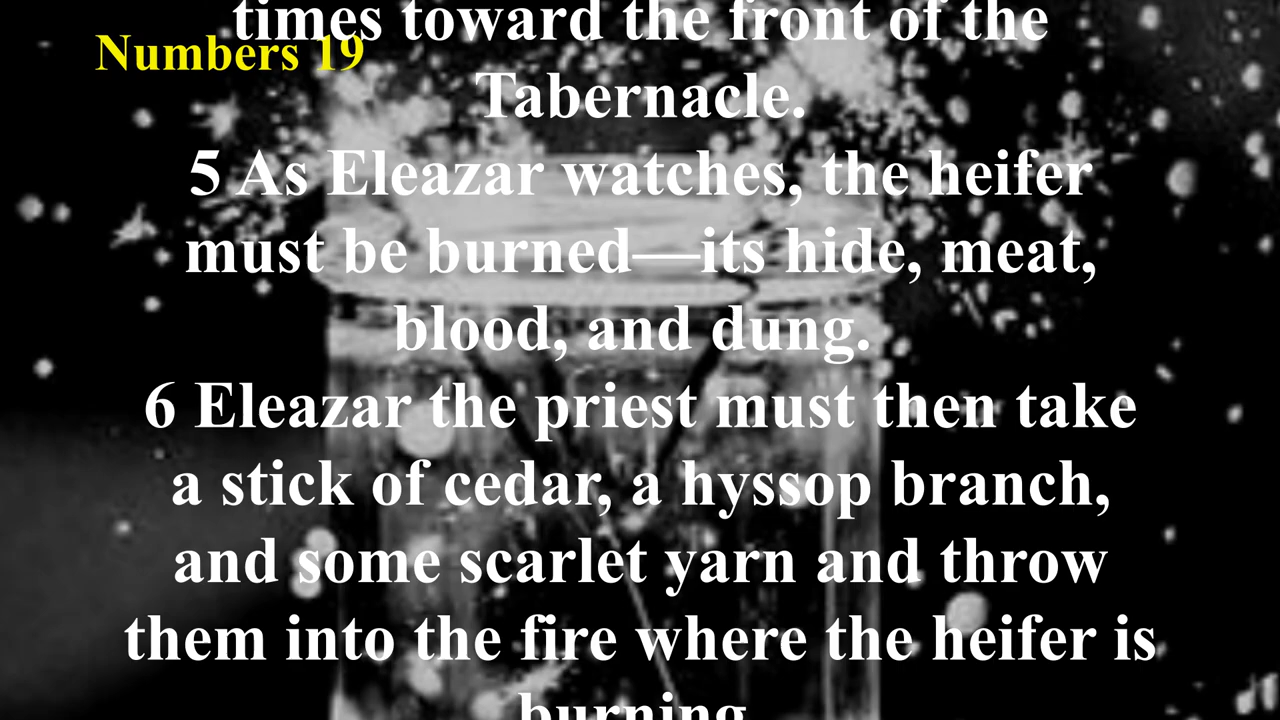 times toward the front of the
Numbers 19
Tabernacle.
5 As Eleazar watches, the heifer
must be burned—its hide, meat,
blood, and dung.
6 Eleazar the priest must then take
a stick of cedar, a hyssop branch,
and some scarlet yarn and throw
them into the fire where the heifer is
burning.